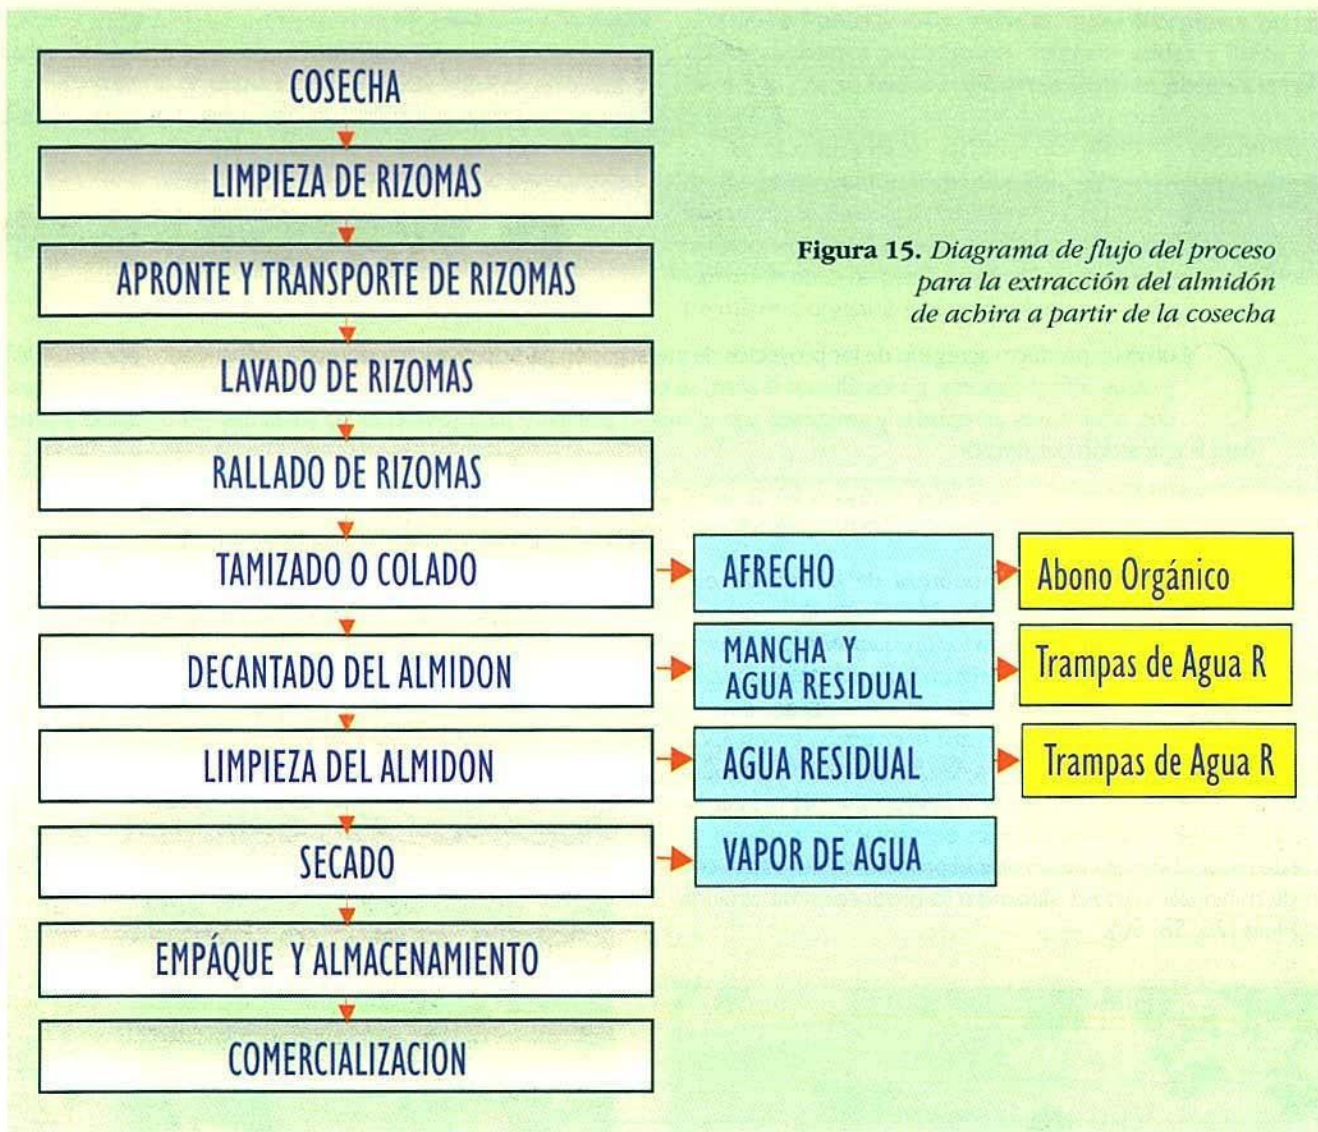 COSECHA
LIMPIEZA DE RIZOMAS
APRONTE Y TRANSPORTE DE RIZOMAS
Figura 15. Diagrama de flujo del proceso
para la extracción del almidón
de achira a partir de la cosecha
LAVADO DE RIZOMAS
RALLADO DE RIZOMAS
TAMIZADO O COLADO
AFRECHO
Abono Orgánico
DECANTADO DEL ALMIDON
MANCHA Y
AGUA RESIDUAL
Trampas de Agua R
LIMPIEZA DEL ALMIDON
AGUA RESIDUAL
Trampas de Agua R
SECADO
VAPOR DE AGUA
EMPAQUE Y ALMACENAMIENTO
COMERCIALIZACION